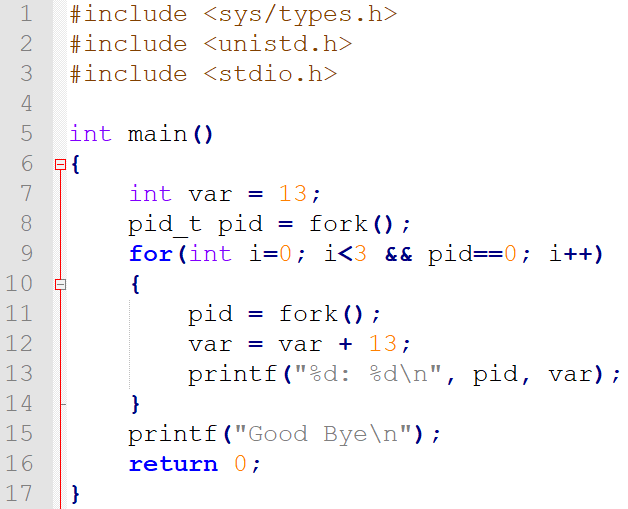 1 #include <sys/types.h>
2 #include <unistd.h>
3 #include <stdio.h>
4
5 int main()
6 {
7     int var = 13;
8     pid_t pid = fork();
9     for(int i=0; i<3 && pid==0; i++)
10     {
11         pid = fork();
12         var = var + 13;
13         printf("%d: %d\n", pid, var);
14     }
15     printf("Good Bye\n");
16     return 0;
17 }